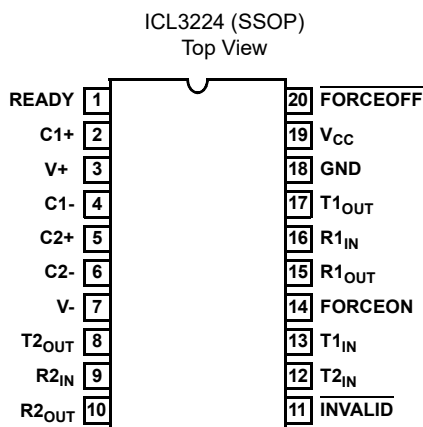 ICL3224 (SSOP)
Top View
READY 1 20 FORCEOFF
C1+ 2 19 VCC
V+ 3 18 GND
C1- 4 17 T1OUT
C2+ 5 16 R1IN
C2- 6 15 R1OUT
V- 7 14 FORCEON
T2OUT 8 13 T1IN
R2IN 9 12 T2IN
R2OUT 10 11 INVALID